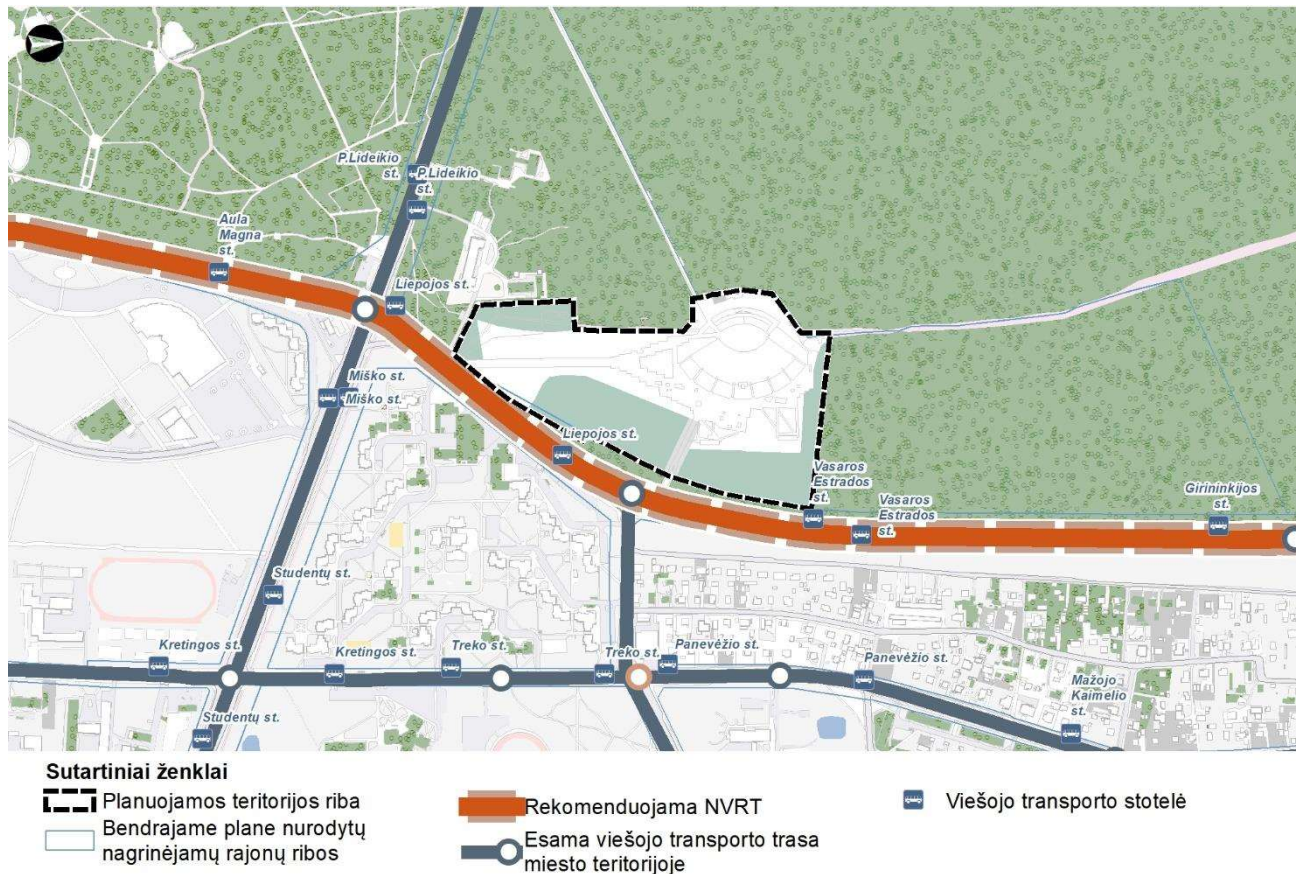 P.Lideikio
st.
P.Lideikio
st.
Aula
Magna
st.
Liepojos st.
Miško st.
Miško st.
Liepojos st.
Vasaros
Estrados
st.
Vasaros
Estrados
st.
Girininkijos
st.
Studentų st.
Kretingos st.
Kretingos st.
Treko st.
Treko st.
Panevėžio st.
Panevėžio st.
Mažojo
Kaimelio
st.
Studentų st.
Sutartiniai ženklai
Planuojamos teritorijos riba
Bendrajame plane nurodytų
nagrinėjamų rajonų ribos
Rekomenduojama NVRT
Esama viešojo transporto trasa
miesto teritorijoje
Viešojo transporto stotelė